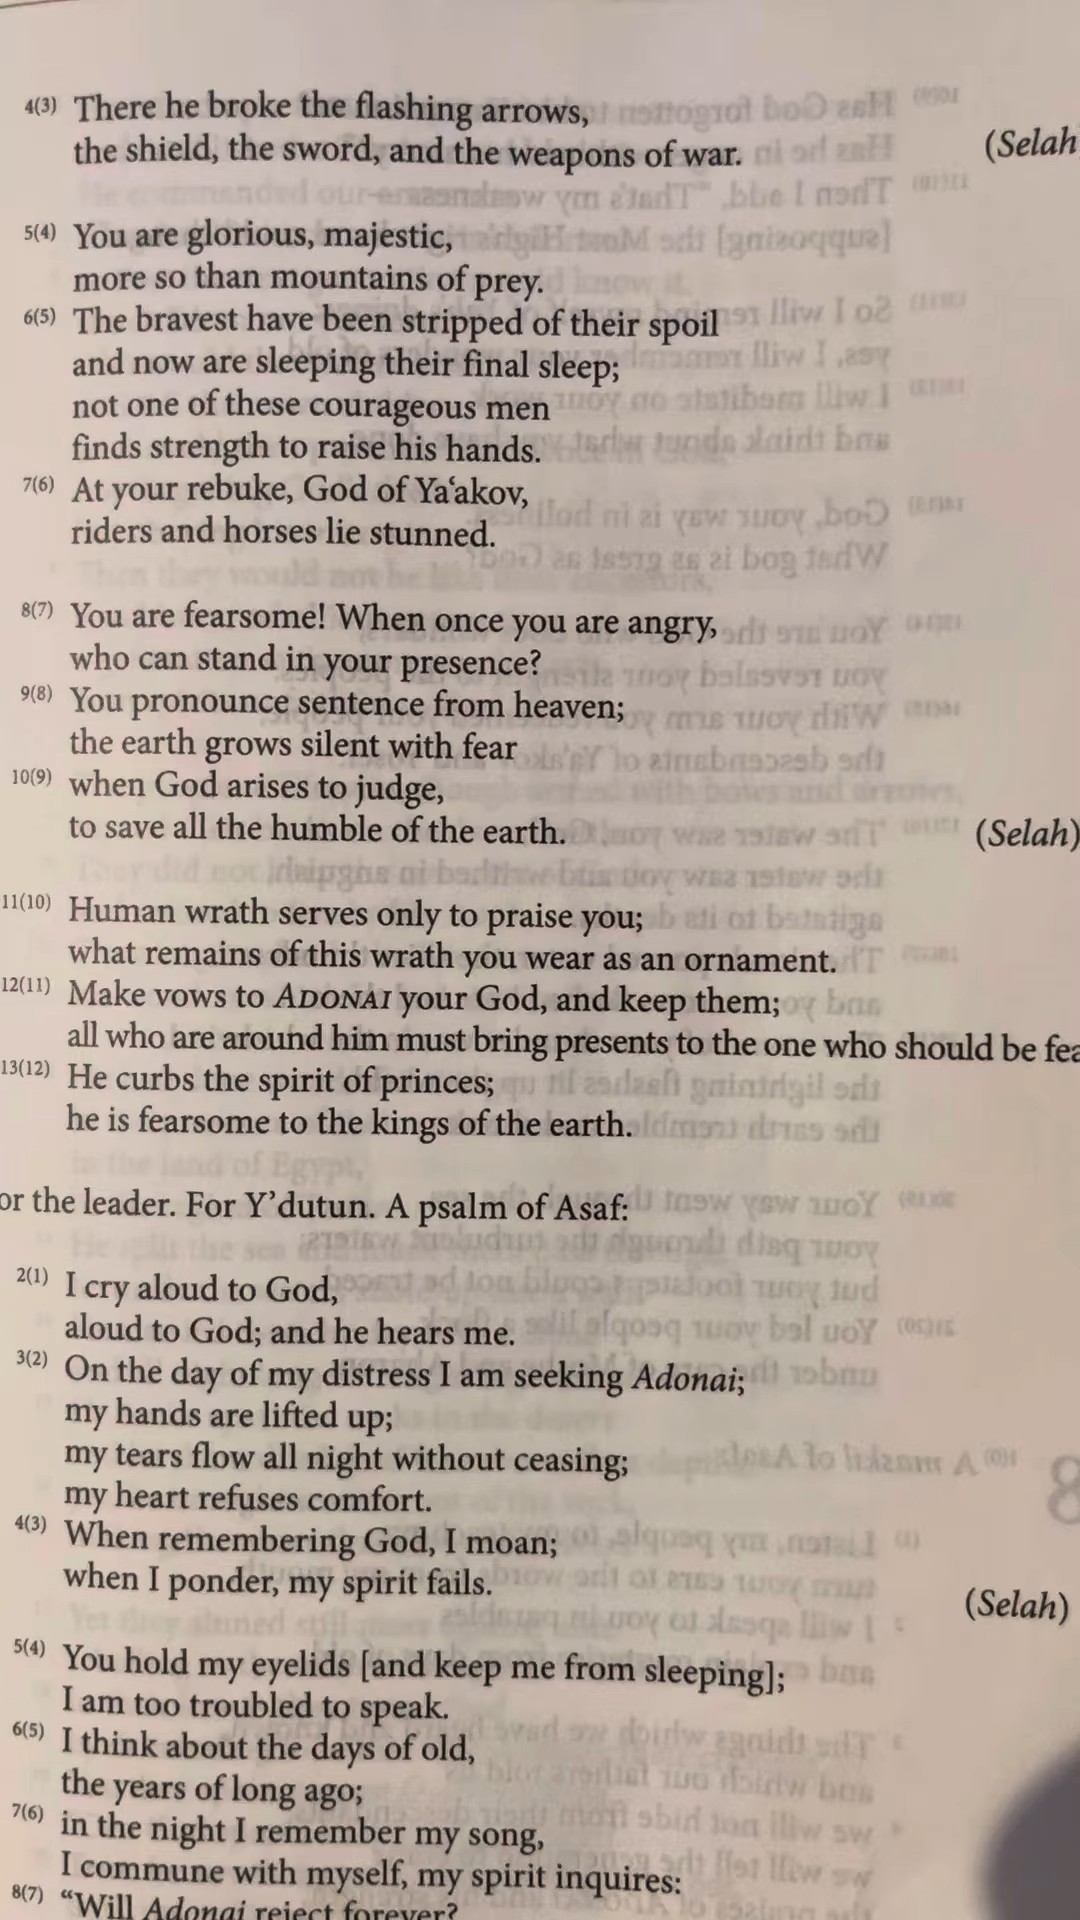 4(3) There he broke the flashing arrows,
the shield, the sword, and the weapons of war. (Selah
5(4) You are glorious, majestic,
more so than mountains of prey.
6(5) The bravest have been stripped of their spoil
and now are sleeping their final sleep;
not one of these courageous men
finds strength to raise his hands.
7(6) At your rebuke, God of Ya‘akov,
riders and horses lie stunned.
8(7) You are fearsome! When once you are angry,
who can stand in your presence?
9(8) You pronounce sentence from heaven;
the earth grows silent with fear
10(9) when God arises to judge,
to save all the humble of the earth. (Selah)
11(10) Human wrath serves only to praise you;
what remains of this wrath you wear as an ornament.
12(11) Make vows to ADONAI your God, and keep them;
all who are around him must bring presents to the one who should be fea
13(12) He curbs the spirit of princes;
he is fearsome to the kings of the earth.
or the leader. For Y’dutun. A psalm of Asaf:
2(1) I cry aloud to God,
aloud to God; and he hears me.
3(2) On the day of my distress I am seeking Adonai;
my hands are lifted up;
my tears flow all night without ceasing;
my heart refuses comfort.
4(3) When remembering God, I moan;
when I ponder, my spirit fails. (Selah)
5(4) You hold my eyelids [and keep me from sleeping];
I am too troubled to speak.
6(5) I think about the days of old,
the years of long ago;
7(6) in the night I remember my song,
I commune with myself, my spirit inquires:
8(7) “Will Adonai reject forever?